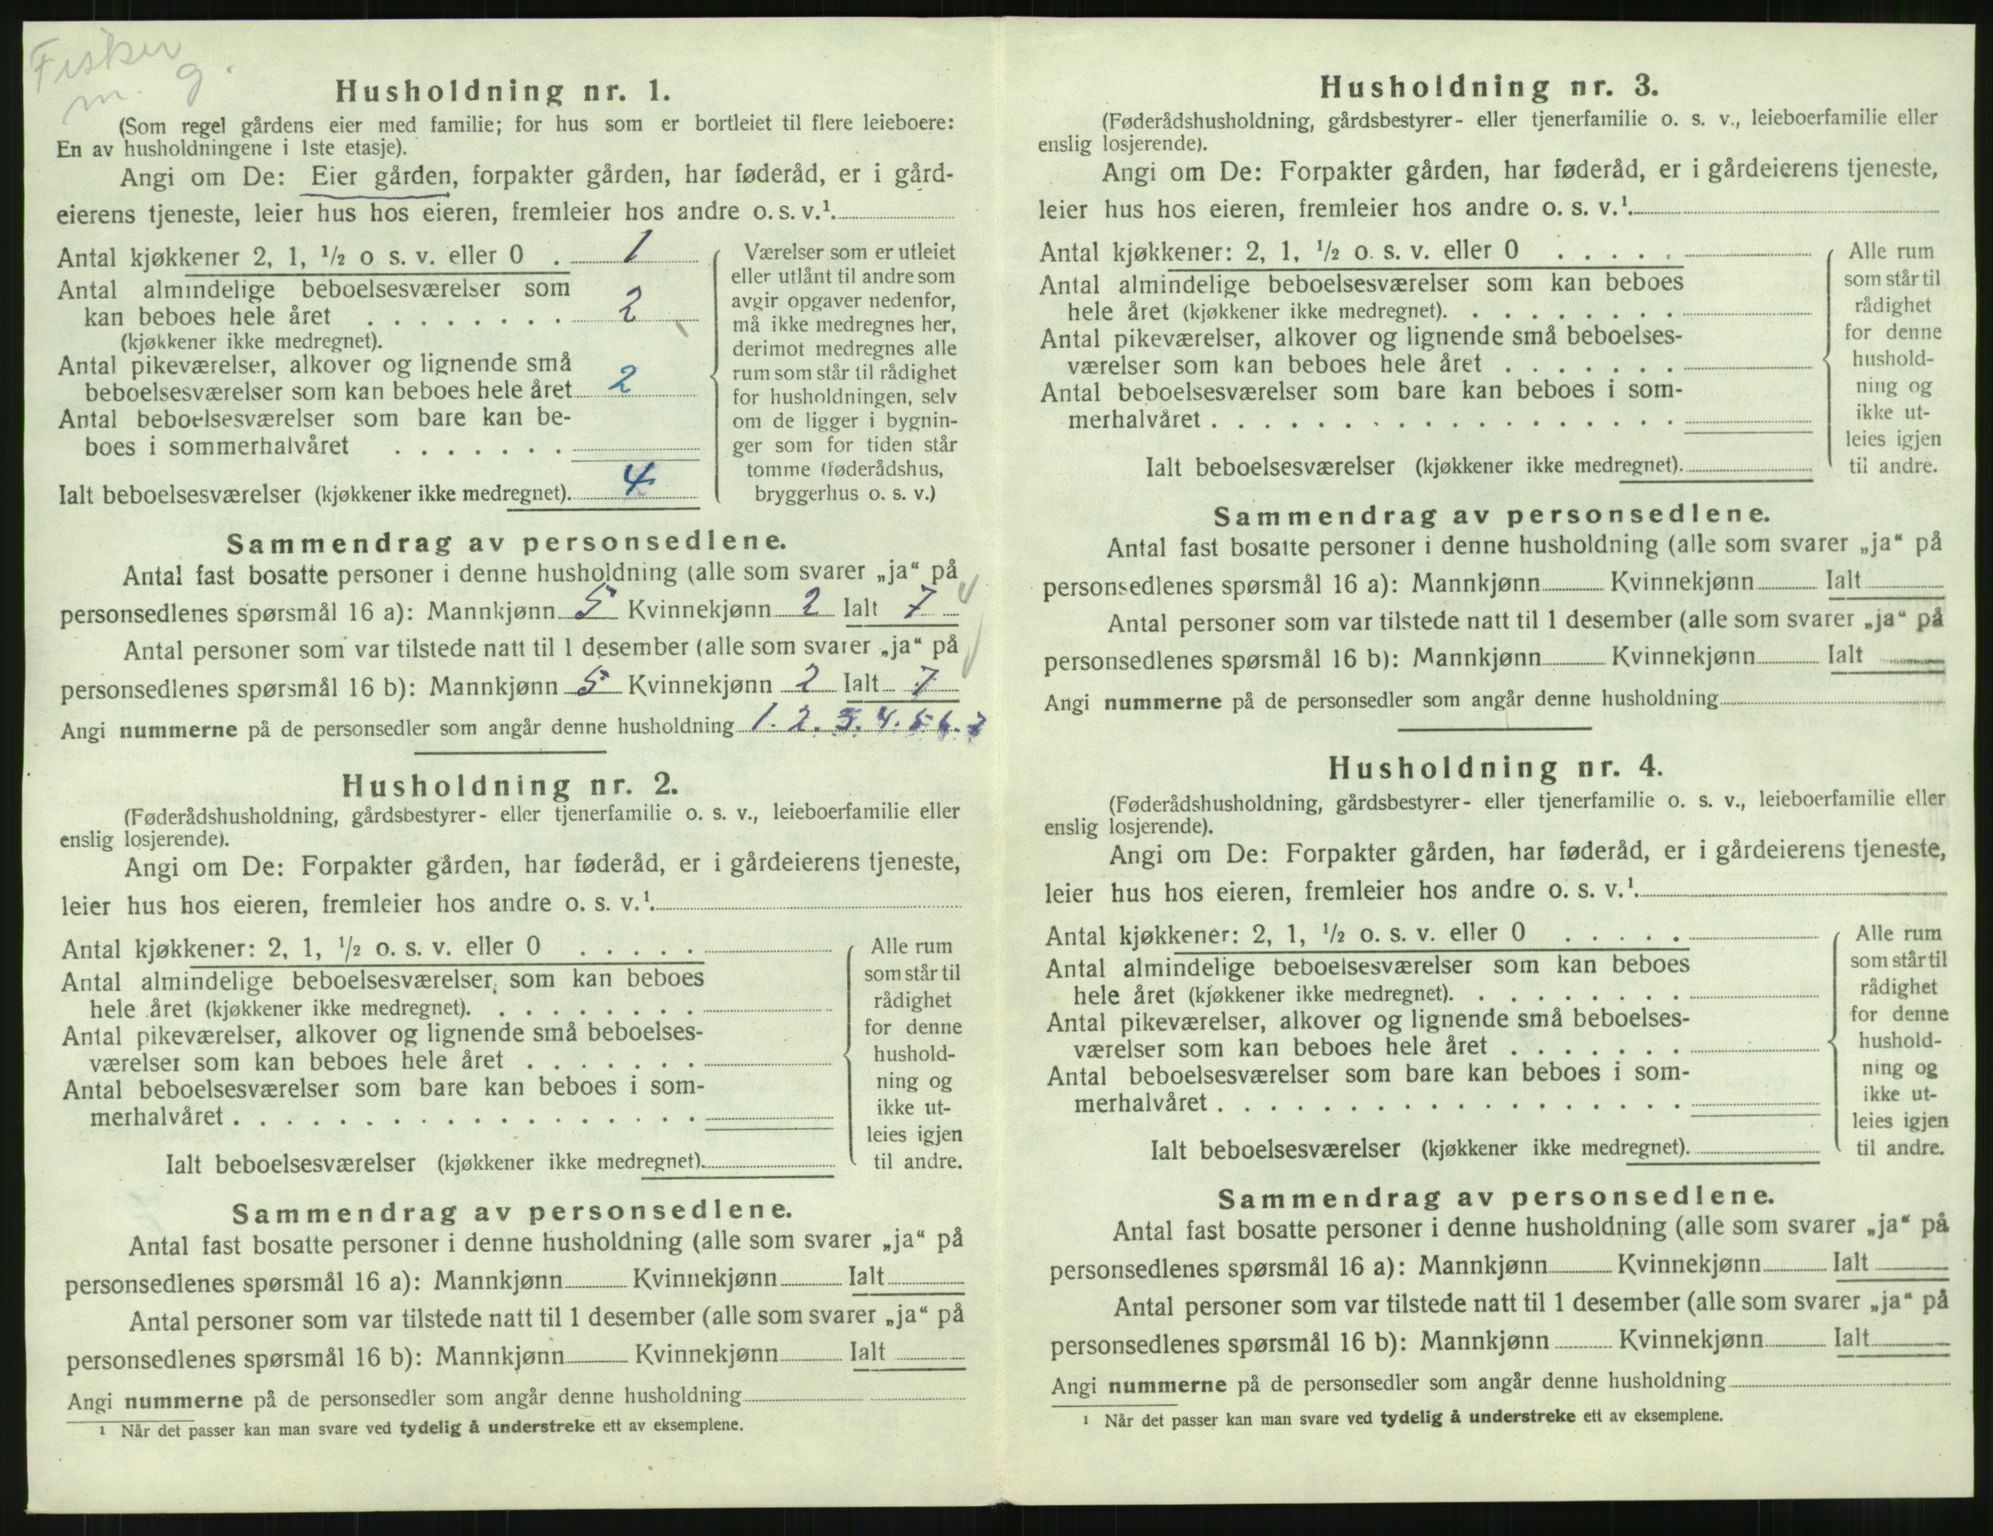 Fisker
m. g.
Husholdning nr. 1.
(Som regel gårdens eier med familie; for hus som er bortleiet til flere leieboere:
En av husholdningene i 1ste etasje).
Angi om De: Eier gården, forpakter gården, har føderåd, er i gård-
eierens tjeneste, leier hus hos eieren, fremleier hos andre o. s. v.¹
Antal kjøkkener 2, 1, ½ o s. v. eller 0 . 1
Antal almindelige beboelsesværelser som
kan beboes hele året . . . . . . . . 2
(kjøkkener ikke medregnet).
Antal pikeværelser, alkover og lignende små
beboelsesværelser som kan beboes hele året 2
Antal beboelsesværelser som bare kan be-
boes i sommerhalvåret . . . . . . .
Ialt beboelsesværelser (kjøkkener ikke medregnet). 4
Værelser som er utleiet
eller utlånt til andre som
avgir opgaver nedenfor,
må ikke medregnes her,
derimot medregnes alle
rum som står til rådighet
for husholdningen, selv
om de ligger i bygnin-
ger som for tiden står
tomme (føderådshus,
bryggerhus o. s. v.)
Sammendrag av personsedlene.
Antal fast bosatte personer i denne husholdning (alle som svarer „ja“ på
personsedlenes spørsmål 16 a): Mannkjønn 5 Kvinnekjønn 2 Ialt 7
Antal personer som var tilstede natt til 1 desember (alle som svarer „ja“ på
personsedlenes spørsmål 16 b): Mannkjønn 5 Kvinnekjønn 2 Ialt 7
Angi nummerne på de personsedler som angår denne husholdning 1. 2. 3. 4. 5. 6. 7
Husholdning nr. 2.
(Føderådshusholdning, gårdsbestyrer- eller tjenerfamilie o. s. v., leieboerfamilie eller
enslig losjerende).
Angi om De: Forpakter gården, har føderåd, er i gårdeierens tjeneste,
leier hus hos eieren, fremleier hos andre o. s. v.¹
Antal kjøkkener: 2, 1, ½ o. s. v. eller 0 . . . . .
Antal almindelige beboelsesværelser, som kan beboes
hele året (kjøkkener ikke medregnet). . . . . . . . .
Antal pikeværelser, alkover og lignende små beboelses-
værelser som kan beboes hele året . . . . . . .
Antal beboelsesværelser som bare kan beboes i som-
merhalvåret . . . . . . . . . . . . . . . . . .
Ialt beboelsesværelser (kjøkkener ikke medregnet).
Alle rum
som står til
rådighet
for denne
hushold-
ning og
ikke ut-
leies igjen
til andre.
Sammendrag av personsedlene.
Antal fast bosatte personer i denne husholdning (alle som svarer „ja“ på
personsedlenes spørsmål 16 a): Mannkjønn Kvinnekjønn Ialt
Antal personer som var tilstede natt til 1 desember (alle som svarer „ja“ på
personsedlenes spørsmål 16 b): Mannkjønn Kvinnekjønn Ialt
Angi nummerne på de personsedler som angår denne husholdning
¹ Når det passer kan man svare ved tydelig å understreke ett av eksemplene.
Husholdning nr. 3.
(Føderådshusholdning, gårdsbestyrer- eller tjenerfamilie o. s. v., leieboerfamilie eller
enslig losjerende).
Angi om De: Forpakter gården, har føderåd, er i gårdeierens tjeneste,
leier hus hos eieren, fremleier hos andre o. s. v.¹
Antal kjøkkener: 2, 1, ½ o. s. v. eller 0 . . . . .
Antal almindelige beboelsesværelser som kan beboes
hele året (kjøkkener ikke medregnet). . . . . . . . .
Antal pikeværelser, alkover og lignende små beboelses-
værelser som kan beboes hele året . . . . . . .
Antal beboelsesværelser som bare kan beboes i som-
merhalvåret . . . . . . . . . . . . . . . . . .
Ialt beboelsesværelser (kjøkkener ikke medregnet).
Alle rum
som står til
rådighet
for denne
hushold-
ning og
ikke ut-
leies igjen
til andre.
Sammendrag av personsedlene.
Antal fast bosatte personer i denne husholdning (alle som svarer „ja“ på
personsedlenes spørsmål 16 a): Mannkjønn Kvinnekjønn Ialt
Antal personer som var tilstede natt til 1 desember (alle som svarer „ja“ på
personsedlenes spørsmål 16 b): Mannkjønn Kvinnekjønn Ialt
Angi nummerne på de personsedler som angår denne husholdning
Husholdning nr. 4.
(Føderådshusholdning, gårdsbestyrer- eller tjenerfamilie o. s. v., leieboerfamilie eller
enslig losjerende).
Angi om De: Forpakter gården, har føderåd, er i gårdeierens tjeneste,
leier hus hos eieren, fremleier hos andre o. s. v.¹
Antal kjøkkener: 2, 1, ½ o. s. v. eller 0 . . . . .
Antal almindelige beboelsesværelser som kan beboes
hele året (kjøkkener ikke medregnet). . . . . . . . .
Antal pikeværelser, alkover og lignende små beboelses-
værelser som kan beboes hele året . . . . . . .
Antal beboelsesværelser som bare kan beboes i som-
merhalvåret . . . . . . . . . . . . . . . . . .
Ialt beboelsesværelser (kjøkkener ikke medregnet).
Alle rum
som står til
rådighet
for denne
hushold-
ning og
ikke ut-
leies igjen
til andre.
Sammendrag av personsedlene.
Antal fast bosatte personer i denne husholdning (alle som svarer „ja“ på
personsedlenes spørsmål 16 a): Mannkjønn Kvinnekjønn Ialt
Antal personer som var tilstede natt til 1 desember (alle som svarer „ja“ på
personsedlenes spørsmål 16 b): Mannkjønn Kvinnekjønn Ialt
Angi nummerne på de personsedler som angår denne husholdning
¹ Når det passer kan man svare ved tydelig å understreke ett av eksemplene.